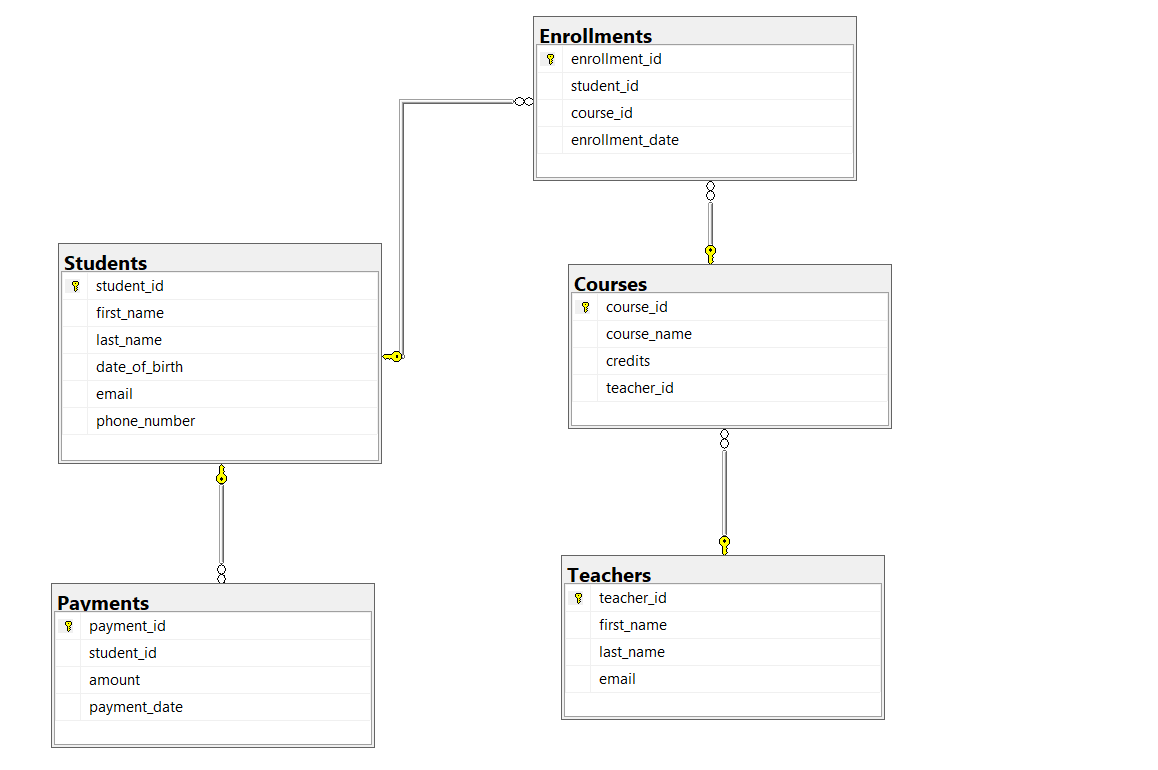 Enrollments
enrollment_id
student_id
course_id
enrollment_date
Students
student_id
first_name
last_name
date_of_birth
email
phone_number
Courses
course_id
course_name
credits
teacher_id
Payments
payment_id
student_id
amount
payment_date
Teachers
teacher_id
first_name
last_name
email